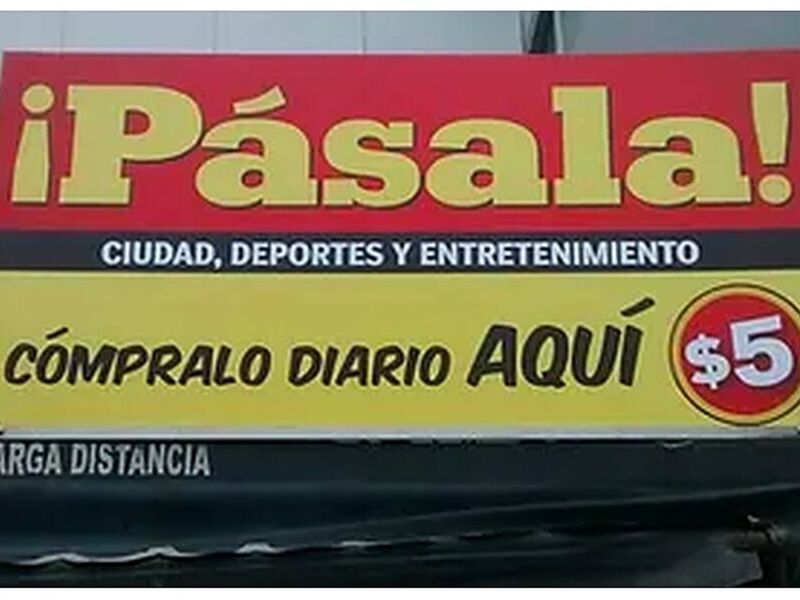 ¡Pásala!
CIUDAD, DEPORTES Y ENTRETENIMIENTO
CÓMPRALO DIARIO AQUÍ $5
ARGA DISTANCIA